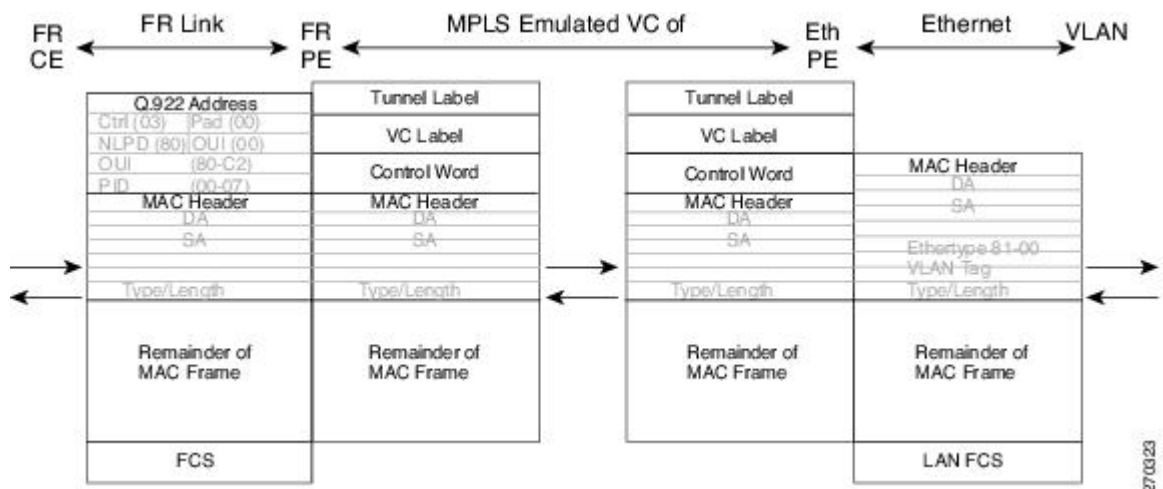 FR CE
FR Link
FR PE
MPLS Emulated VC of
Eth PE
Ethernet
VLAN
Q.922 Address
Ctrl (03) Pad (00)
NLPD (80) OUI (00)
OUI (80-C2)
PID (00-07)
MAC Header
DA
SA
Type/Length
Remainder of
MAC Frame
FCS
Tunnel Label
VC Label
Control Word
MAC Header
DA
SA
Type/Length
Remainder of
MAC Frame
Tunnel Label
VC Label
Control Word
MAC Header
DA
SA
Type/Length
Remainder of
MAC Frame
MAC Header
DA
SA
Ethertype 81-00
VLAN Tag
Type/Length
Remainder of
MAC Frame
LAN FCS
270323